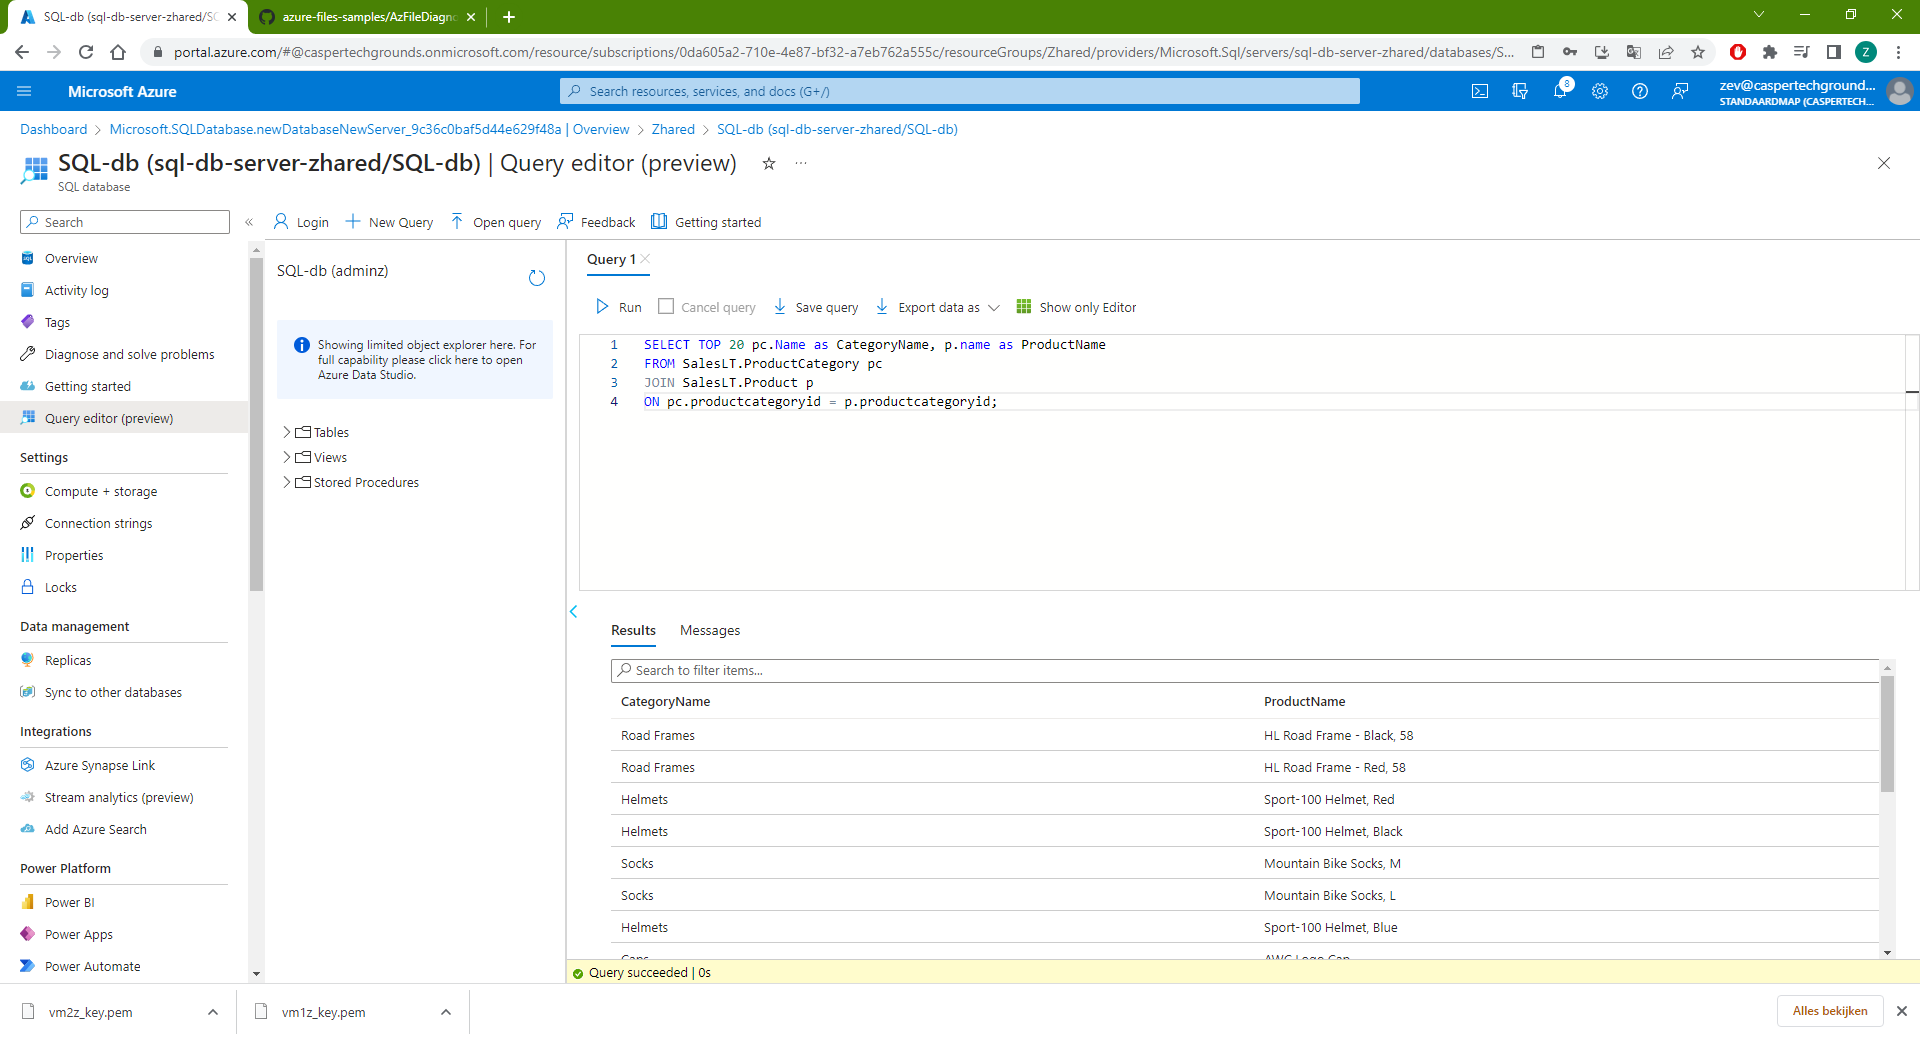 SQL-db (sql-db-server-zhared/SC
azure-files-samples/AzFileDiagn
portal.azure.com/#@caspertechgrounds.onmicrosoft.com/resource/subscriptions/0da605a2-710e-4e87-bf32-a7eb762a555c/resourceGroups/Zhared/providers/Microsoft.Sql/servers/sql-db-server-zhared/databases/S...
Z
Microsoft Azure
Search resources, services, and docs (G+/)
8
zev@caspertechground...
STANDAARDMAP (CASPERTECH...
Dashboard > Microsoft.SQLDatabase.newDatabaseNewServer_9c36c0baf5d44e629f48a | Overview > Zhared > SQL-db (sql-db-server-zhared/SQL-db)
SQL-db (sql-db-server-zhared/SQL-db) | Query editor (preview)
SQL database
Search
Login
New Query
Open query
Feedback
Getting started
Overview
Activity log
Tags
Diagnose and solve problems
Getting started
Query editor (preview)
Settings
Compute + storage
Connection strings
Properties
Locks
Data management
Replicas
Sync to other databases
Integrations
Azure Synapse Link
Stream analytics (preview)
Add Azure Search
Power Platform
Power BI
Power Apps
Power Automate
SQL-db (adminz)
Showing limited object explorer here. For
full capability please click here to open
Azure Data Studio.
Tables
Views
Stored Procedures
Query 1
Run
Cancel query
Save query
Export data as
Show only Editor
1 SELECT TOP 20 pc.Name as CategoryName, p.name as ProductName
2 FROM SalesLT.ProductCategory pc
3 JOIN SalesLT.Product p
4 ON pc.productcategoryid = p.productcategoryid;
Results Messages
Search to filter items...
CategoryName ProductName
Road Frames HL Road Frame - Black, 58
Road Frames HL Road Frame - Red, 58
Helmets Sport-100 Helmet, Red
Helmets Sport-100 Helmet, Black
Socks Mountain Bike Socks, M
Socks Mountain Bike Socks, L
Helmets Sport-100 Helmet, Blue
Caps AWC Logo Cap
Query succeeded | 0s
vm2z_key.pem
vm1z_key.pem
Alles bekijken